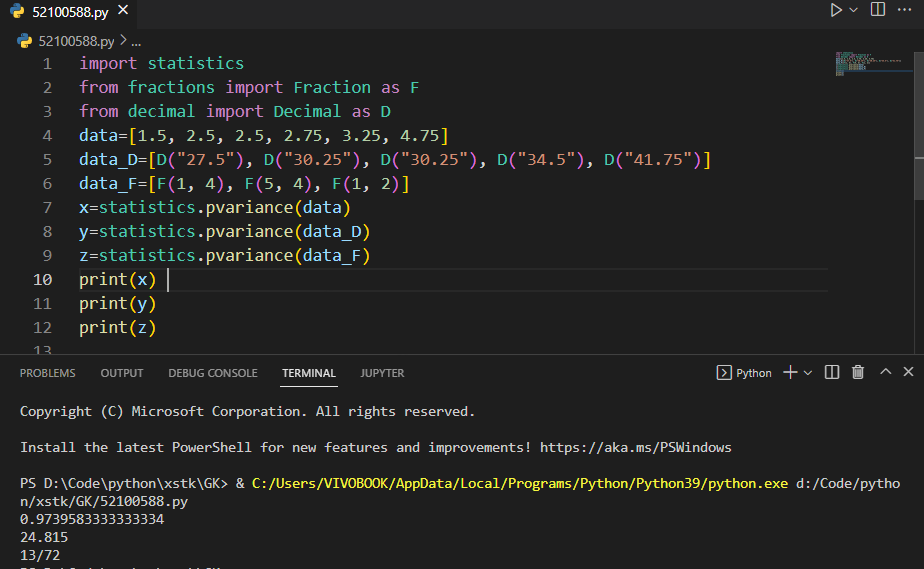 52100588.py
52100588.py > ...
1 import statistics
2 from fractions import Fraction as F
3 from decimal import Decimal as D
4 data=[1.5, 2.5, 2.5, 2.75, 3.25, 4.75]
5 data_D=[D("27.5"), D("30.25"), D("30.25"), D("34.5"), D("41.75")]
6 data_F=[F(1, 4), F(5, 4), F(1, 2)]
7 x=statistics.pvariance(data)
8 y=statistics.pvariance(data_D)
9 z=statistics.pvariance(data_F)
10 print(x)
11 print(y)
12 print(z)
13
PROBLEMS OUTPUT DEBUG CONSOLE TERMINAL JUPYTER Python
Copyright (C) Microsoft Corporation. All rights reserved.
Install the latest PowerShell for new features and improvements! https://aka.ms/PSWindows
PS D:\Code\python\xstk\GK> & C:/Users/VIVOBOOK/AppData/Local/Programs/Python/Python39/python.exe d:/Code/pytho
n/xstk/GK/52100588.py
0.9739583333333334
24.815
13/72